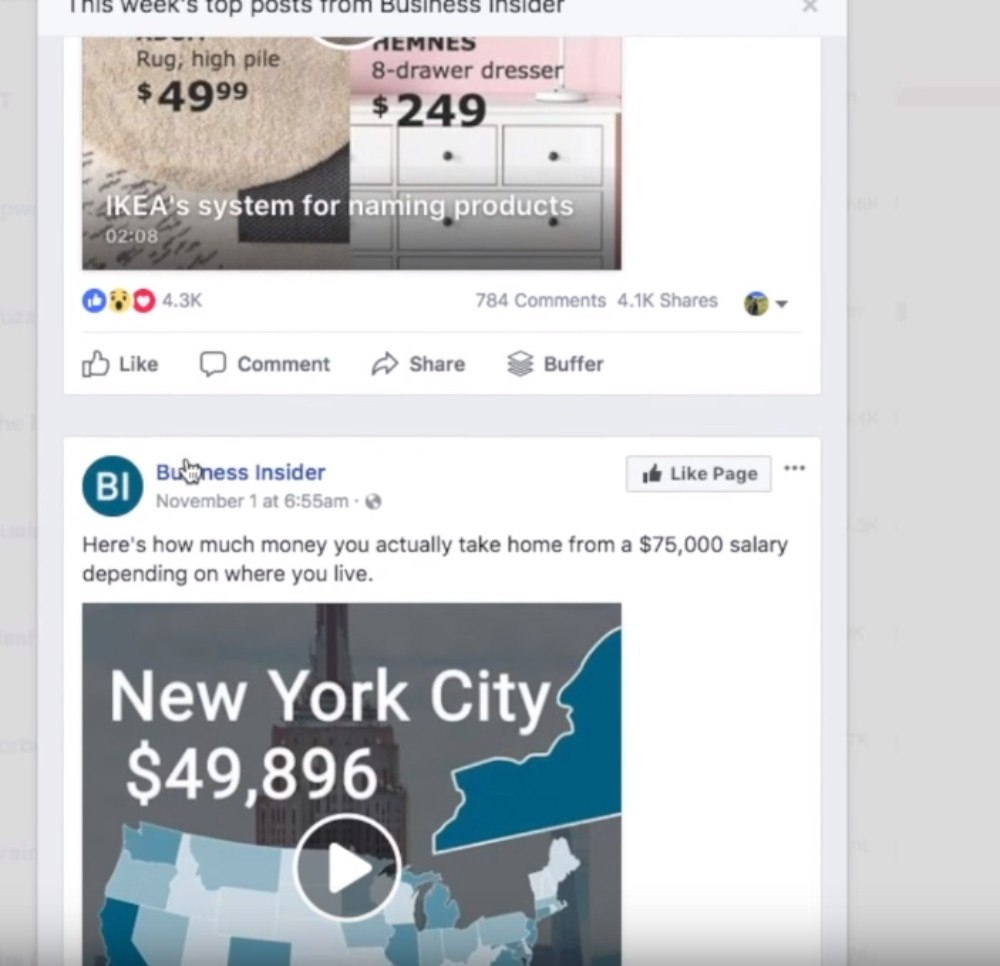 This week's top posts from Business Insider ×
Rug, high pile
$49⁹⁹
HEMNES
8-drawer dresser
$249
IKEA's system for naming products
02:08
4.3K 784 Comments 4.1K Shares
Like Comment Share Buffer
BI Business Insider Like Page ...
November 1 at 6:55am ·
Here's how much money you actually take home from a $75,000 salary
depending on where you live.
New York City
$49,896